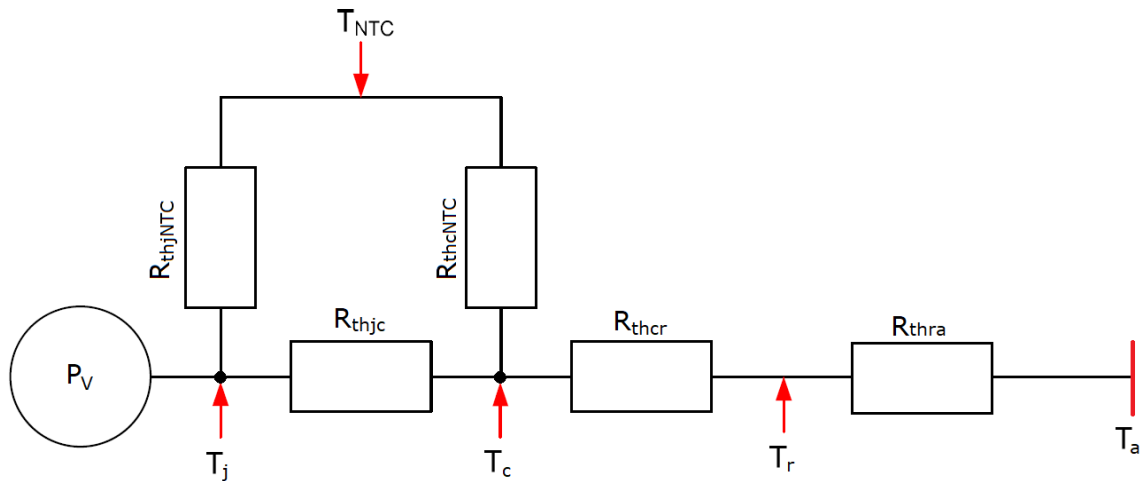 T_NTC
R_thjNTC
R_thcNTC
R_thjc
R_thcr
R_thra
P_V
T_j
T_c
T_r
T_a